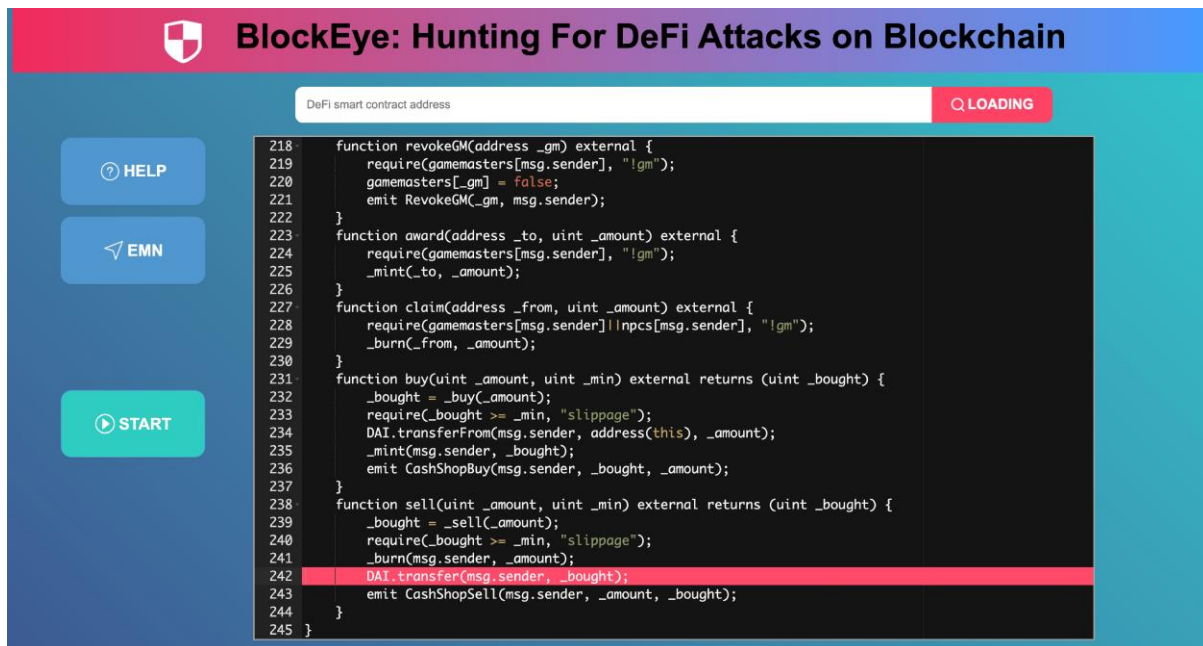 BlockEye: Hunting For DeFi Attacks on Blockchain
DeFi smart contract address
LOADING
HELP
EMN
START
218 function revokeGM(address _gm) external {
219 require(gamemasters[msg.sender], "!gm");
220 gamemasters[_gm] = false;
221 emit RevokeGM(_gm, msg.sender);
222 }
223 function award(address _to, uint _amount) external {
224 require(gamemasters[msg.sender], "!gm");
225 _mint(_to, _amount);
226 }
227 function claim(address _from, uint _amount) external {
228 require(gamemasters[msg.sender]||npcs[msg.sender], "!gm");
229 _burn(_from, _amount);
230 }
231 function buy(uint _amount, uint _min) external returns (uint _bought) {
232 _bought = _buy(_amount);
233 require(_bought >= _min, "slippage");
234 DAI.transferFrom(msg.sender, address(this), _amount);
235 _mint(msg.sender, _bought);
236 emit CashShopBuy(msg.sender, _bought, _amount);
237 }
238 function sell(uint _amount, uint _min) external returns (uint _bought) {
239 _bought = _sell(_amount);
240 require(_bought >= _min, "slippage");
241 _burn(msg.sender, _amount);
242 DAI.transfer(msg.sender, _bought);
243 emit CashShopSell(msg.sender, _amount, _bought);
244 }
245 }